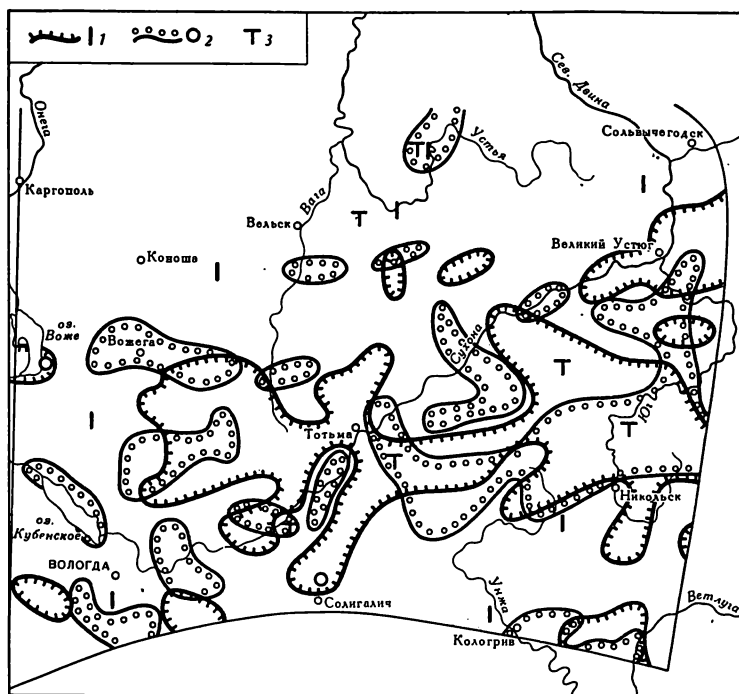 1 2 Т 3
Онега
Сев. Двина
Сольвычегодск
Устья
Т
Каргополь
Вага
Т
Вельск
Великий Устюг
Коноша
оз.
Воже
Вожега
Сухона
Т
Юг
Тотьма
Т
Т
Никольск
оз.
Кубенское
ВОЛОГДА
Солигалич
Унжа
Ветлуга
Кологрив